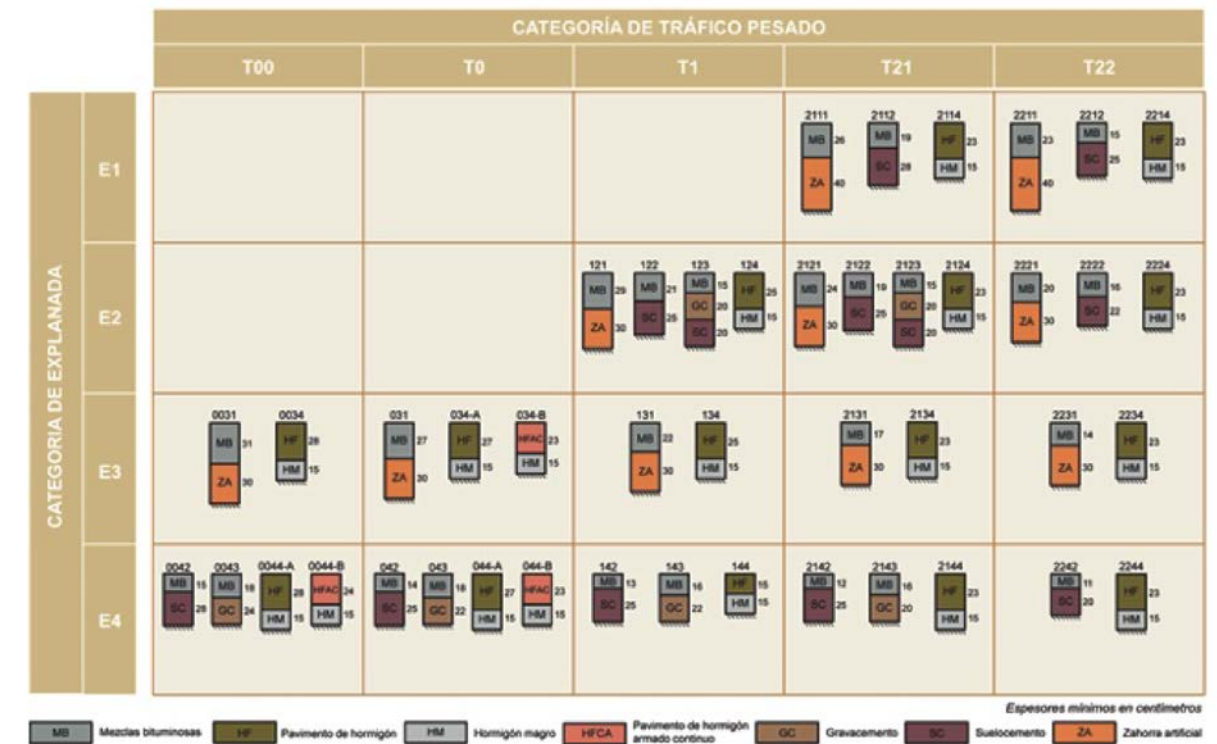 CATEGORÍA DE TRÁFICO PESADO
T00 T0 T1 T21 T22
CATEGORIA DE EXPLANADA
E1
2111 2112 2114 2211 2212 2214
MB 26 MB 19 HF 23 MB 23 MB 15 HF 23
ZA 40 SC 28 HM 15 ZA 40 SC 25 HM 15
E2
121 122 123 124 2121 2122 2123 2124 2221 2222 2224
MB 29 MB 21 MB 15 HF 25 MB 24 MB 19 MB 15 HF 23 MB 20 MB 16 HF 23
GC 20 GC 20
ZA 30 SC 25 SC 20 HM 15 ZA 30 SC 25 SC 20 HM 15 ZA 30 SC 22 HM 15
E3
0031 0034 031 034-A 034-B 131 134 2131 2134 2231 2234
MB 31 HF 28 MB 27 HF 27 HFAC 23 MB 22 HF 25 MB 17 HF 23 MB 14 HF 23
ZA 30 HM 15 ZA 30 HM 15 HM 15 ZA 30 HM 15 ZA 30 HM 15 ZA 30 HM 15
E4
0042 0043 0044-A 0044-B 042 043 044-A 044-B 142 143 144 2142 2143 2144 2242 2244
MB 15 MB 18 HF 28 HFAC 24 MB 14 MB 18 HF 27 HFAC 23 MB 13 MB 16 HF 15 MB 12 MB 16 HF 23 MB 11 HF 23
SC 28 GC 24 HM 15 HM 15 SC 25 GC 22 HM 15 HM 15 SC 25 GC 22 HM 15 SC 25 GC 20 HM 15 SC 20 HM 15
Espesores mínimos en centímetros
MB Mezclas bituminosas HF Pavimento de hormigón HM Hormigón magro HFCA Pavimento de hormigón armado continuo GC Gravacemento SC Suelocemento ZA Zahorra artificial